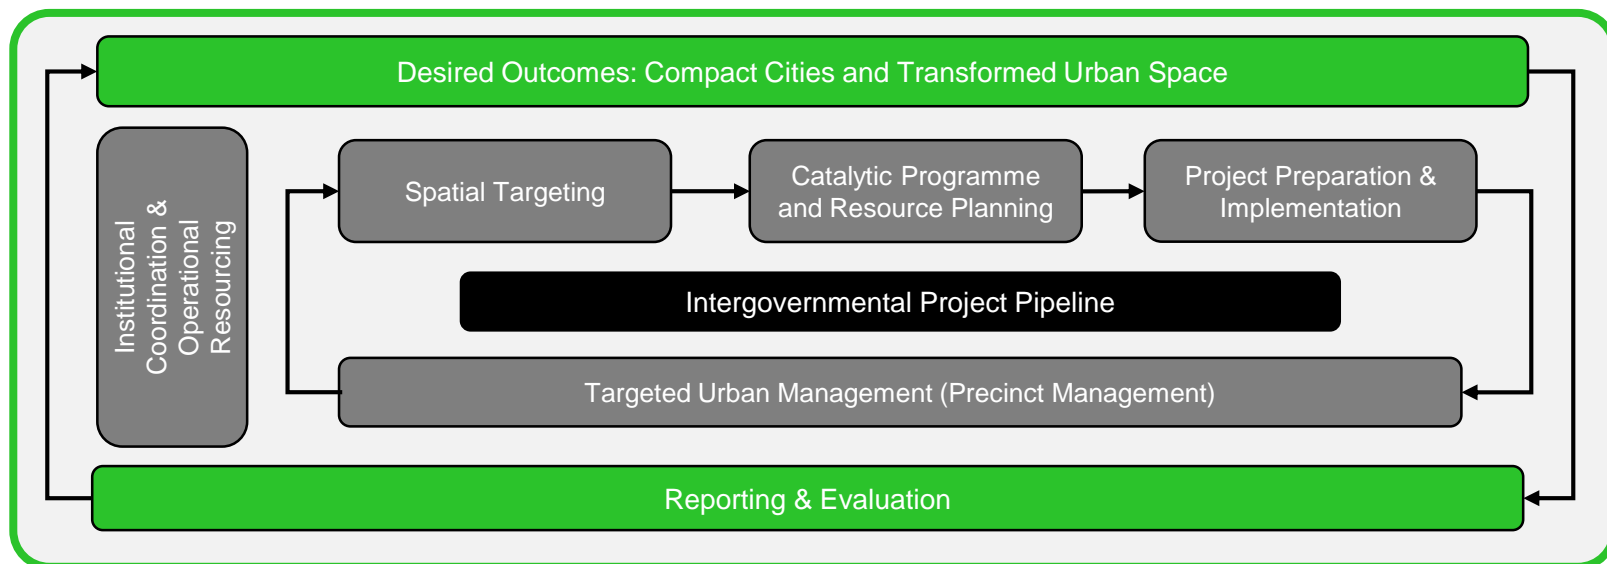 Desired Outcomes: Compact Cities and Transformed Urban Space
Institutional
Coordination &
Operational
Resourcing
Spatial Targeting
Catalytic Programme
and Resource Planning
Project Preparation &
Implementation
Intergovernmental Project Pipeline
Targeted Urban Management (Precinct Management)
Reporting & Evaluation